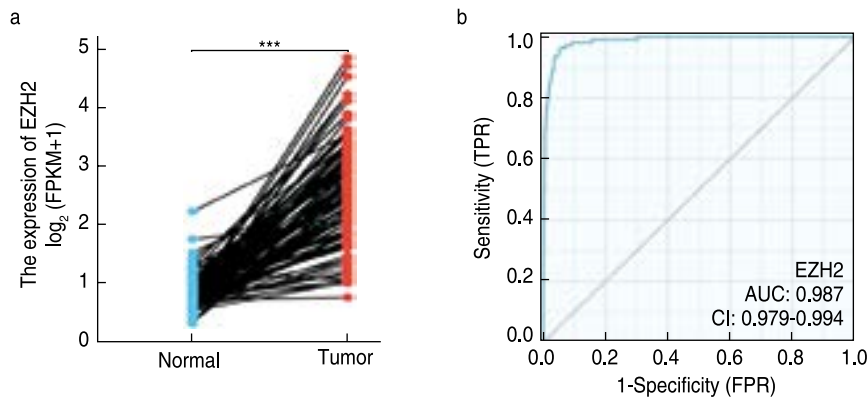 a
The expression of EZH2
log₂ (FPKM+1)
5
4
3
2
1
0
***
Normal
Tumor
b
Sensitivity (TPR)
1.0
0.8
0.6
0.4
0.2
0.0
EZH2
AUC: 0.987
CI: 0.979-0.994
0.0 0.2 0.4 0.6 0.8 1.0
1-Specificity (FPR)